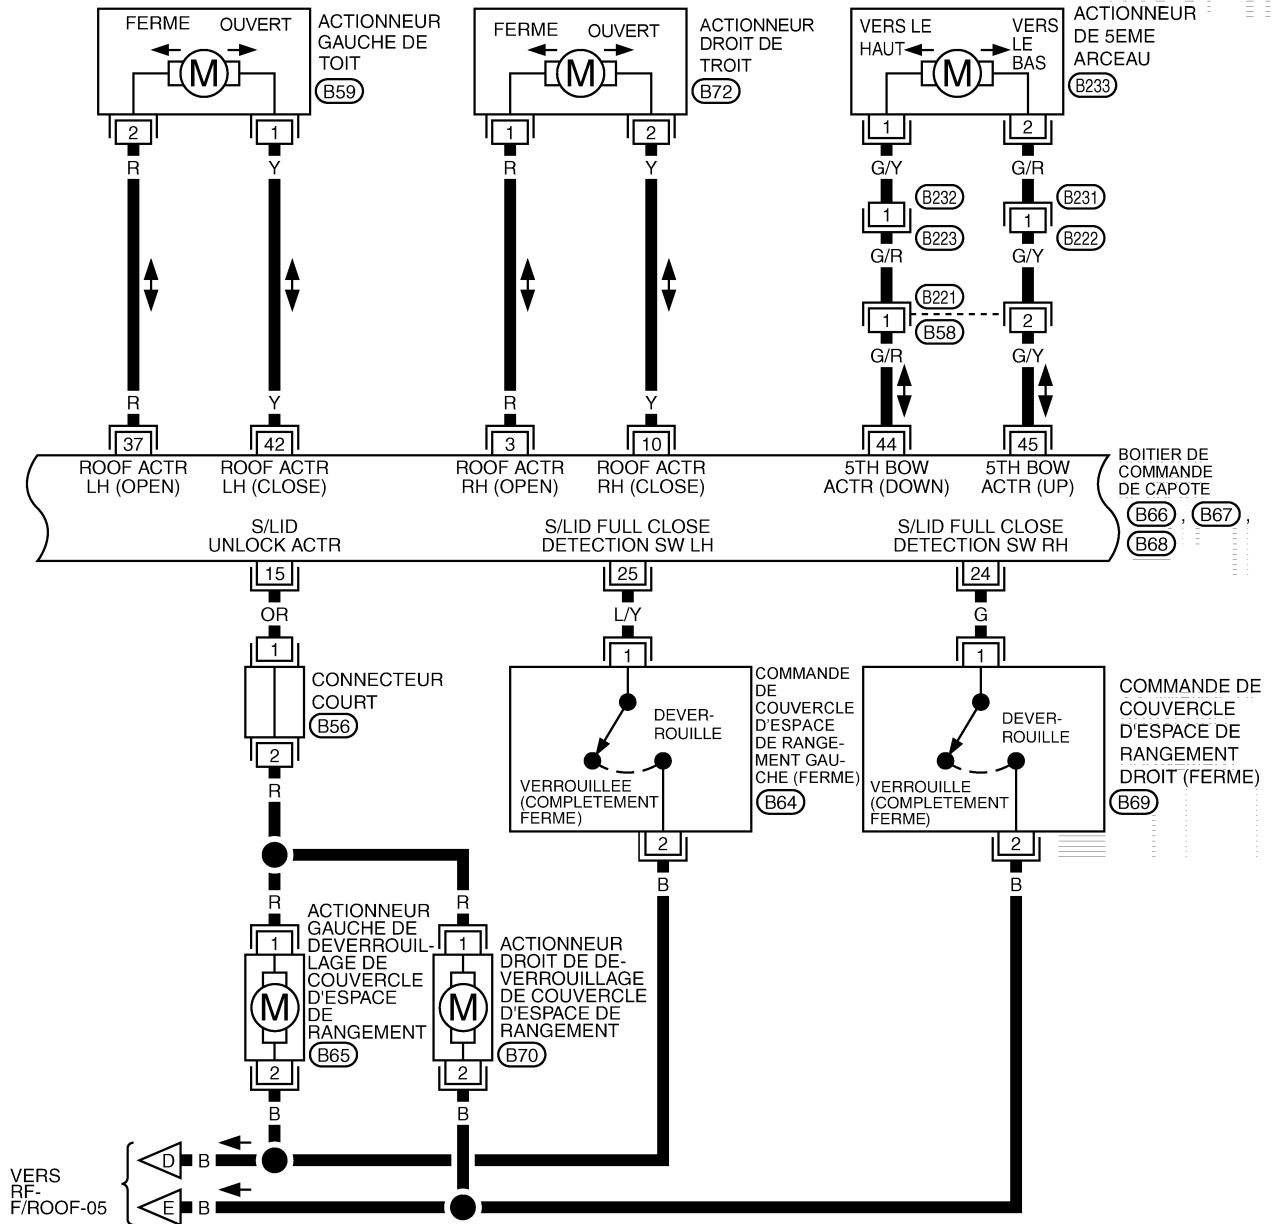 FERME OUVERT
M
ACTIONNEUR
GAUCHE DE
TOIT
B59
FERME OUVERT
M
ACTIONNEUR
DROIT DE
TROIT
B72
VERS LE
HAUT
M
VERS
LE
BAS
ACTIONNEUR
DE 5EME
ARCEAU
B233
2 1 1 2 1 2
R Y R Y G/Y G/R
1 B232 1 B231
B223 B222
G/R G/Y
B221
1 B58 2
G/R G/Y
R Y R Y
37 42 3 10 44 45
ROOF ACTR
LH (OPEN)
ROOF ACTR
LH (CLOSE)
ROOF ACTR
RH (OPEN)
ROOF ACTR
RH (CLOSE)
5TH BOW
ACTR (DOWN)
5TH BOW
ACTR (UP)
BOITIER DE
COMMANDE
DE CAPOTE
B66 , B67 ,
B68
S/LID
UNLOCK ACTR
S/LID FULL CLOSE
DETECTION SW LH
S/LID FULL CLOSE
DETECTION SW RH
15 25 24
OR L/Y G
1 1 1
CONNECTEUR
COURT
B56
2
R
DEVER-
ROUILLE
VERROUILLEE
(COMPLETEMENT
FERME)
COMMANDE
DE
COUVERCLE
D'ESPACE
DE RANGE-
MENT GAU-
CHE (FERME)
B64
DEVER-
ROUILLE
VERROUILLE
(COMPLETEMENT
FERME)
COMMANDE DE
COUVERCLE
D'ESPACE DE
RANGEMENT
DROIT (FERME)
B69
2 2
B B
R R
1 1
M M
ACTIONNEUR
GAUCHE DE
DEVERROUIL-
LAGE DE
COUVERCLE
D'ESPACE
DE
RANGEMENT
B65
ACTIONNEUR
DROIT DE DE-
VERROUILLAGE
DE COUVERCLE
D'ESPACE DE
RANGEMENT
B70
2 2
B B
D B
E B
VERS
RF-
F/ROOF-05